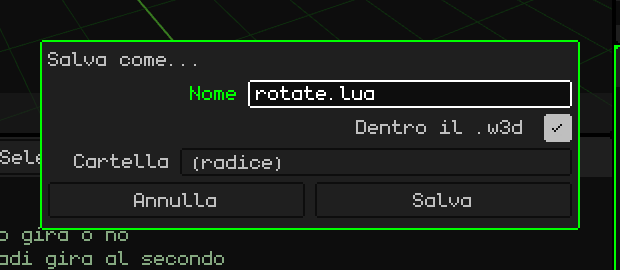 Salva come...
Nome rotate.lua
Dentro il .w3d ✓
Sele Cartella (radice)
Annulla Salva
o gira o no
adi gira al secondo